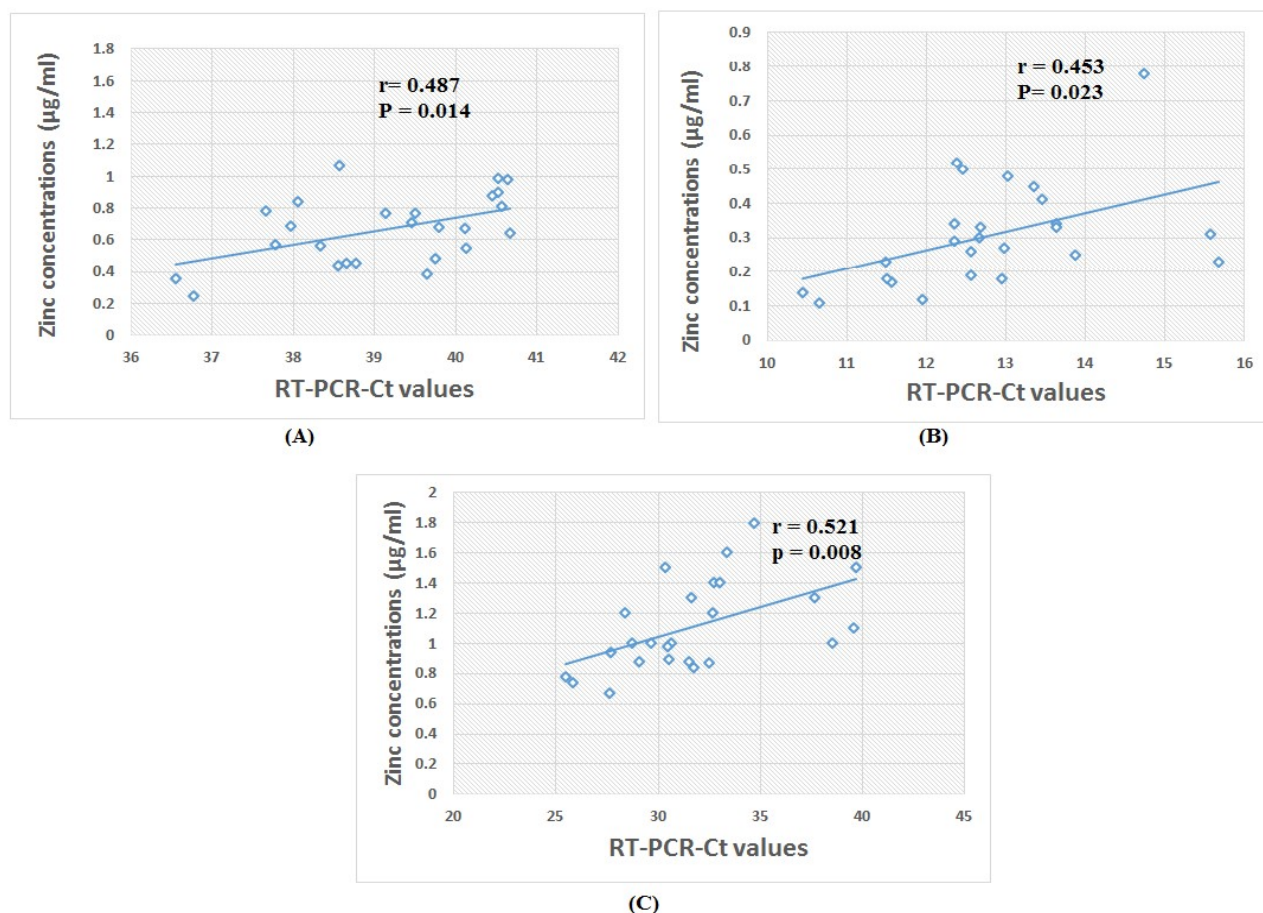 Zinc concentrations (µg/ml)
1.8
1.6
1.4
1.2
1
0.8
0.6
0.4
0.2
0
r= 0.487
P = 0.014
36 37 38 39 40 41 42
RT-PCR-Ct values
(A)
Zinc concentrations (µg/ml)
0.9
0.8
0.7
0.6
0.5
0.4
0.3
0.2
0.1
0
r = 0.453
P= 0.023
10 11 12 13 14 15 16
RT-PCR-Ct values
(B)
Zinc concentrations (µg/ml)
2
1.8
1.6
1.4
1.2
1
0.8
0.6
0.4
0.2
0
r = 0.521
p = 0.008
20 25 30 35 40 45
RT-PCR-Ct values
(C)